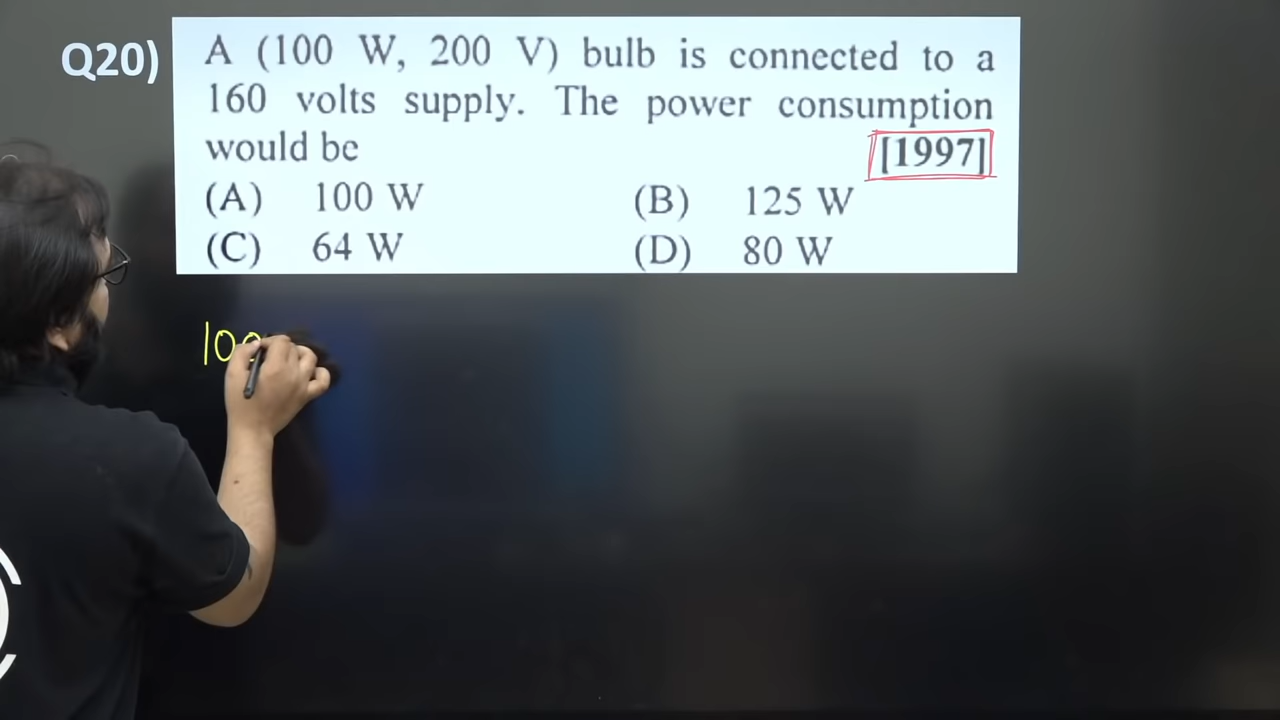 Q20) A (100 W, 200 V) bulb is connected to a
160 volts supply. The power consumption
would be [1997]
(A) 100 W (B) 125 W
(C) 64 W (D) 80 W
100